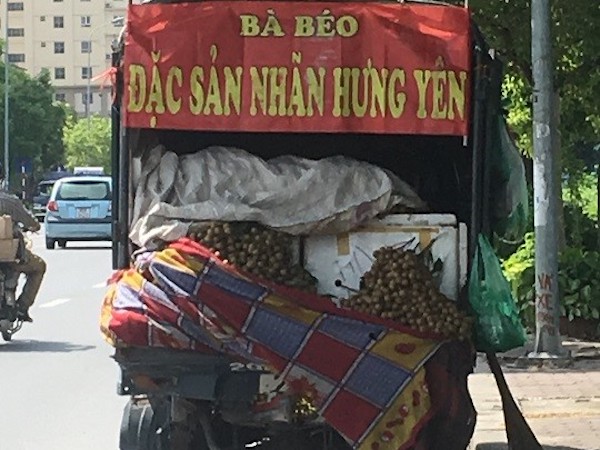 BÀ BÉO
ĐẶC SẢN NHÃN HƯNG YÊN